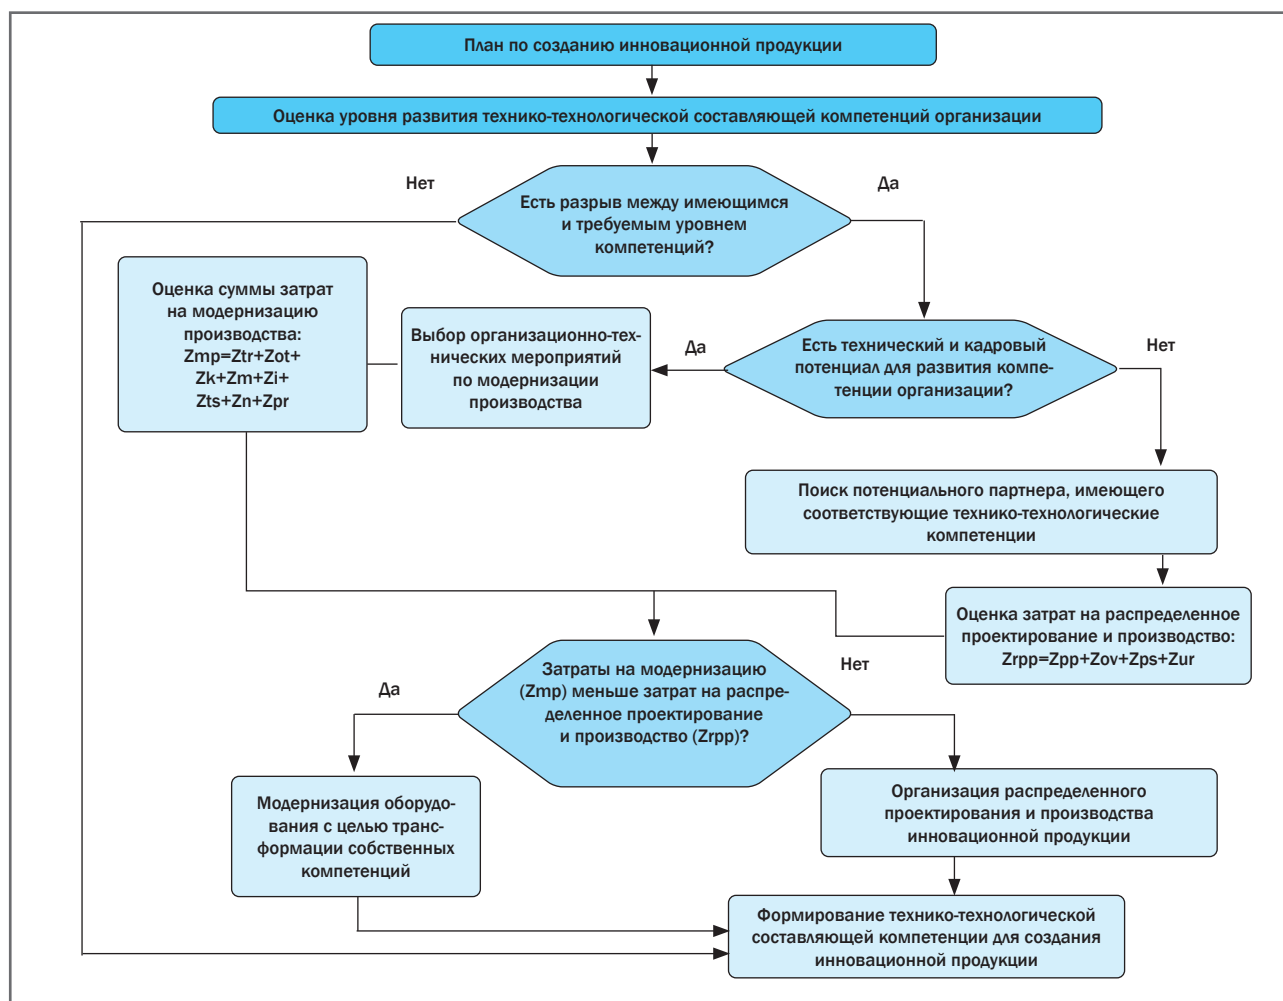 План по созданию инновационной продукции
Оценка уровня развития технико-технологической составляющей компетенций организации
Нет
Да
Есть разрыв между имеющимся
и требуемым уровнем
компетенций?
Оценка суммы затрат
на модернизацию
производства:
Zmp=Ztr+Zot+
Zk+Zm+Zi+
Zts+Zn+Zpr
Выбор организационно-тех-
нических мероприятий
по модернизации
производства
Да
Есть технический и кадровый
потенциал для развития компе-
тенции организации?
Нет
Поиск потенциального партнера, имеющего
соответствующие технико-технологические
компетенции
Оценка затрат на распределенное
проектирование и производство:
Zrpp=Zpp+Zov+Zps+Zur
Да
Затраты на модернизацию
(Zmp) меньше затрат на распре-
деленное проектирование
и производство (Zrpp)?
Нет
Модернизация оборудо-
вания с целью транс-
формации собственных
компетенций
Организация распределенного
проектирования и производства
инновационной продукции
Формирование технико-технологической
составляющей компетенции для создания
инновационной продукции